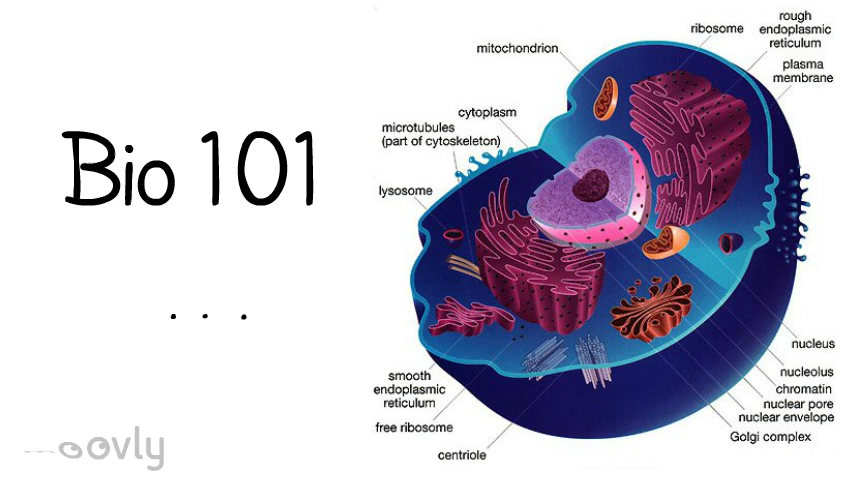 Bio 101
. . .
mitochondrion
ribosome
rough
endoplasmic
reticulum
plasma
membrane
cytoplasm
microtubules
(part of cytoskeleton)
lysosome
nucleus
nucleolus
chromatin
nuclear pore
nuclear envelope
Golgi complex
smooth
endoplasmic
reticulum
free ribosome
centriole
moovly